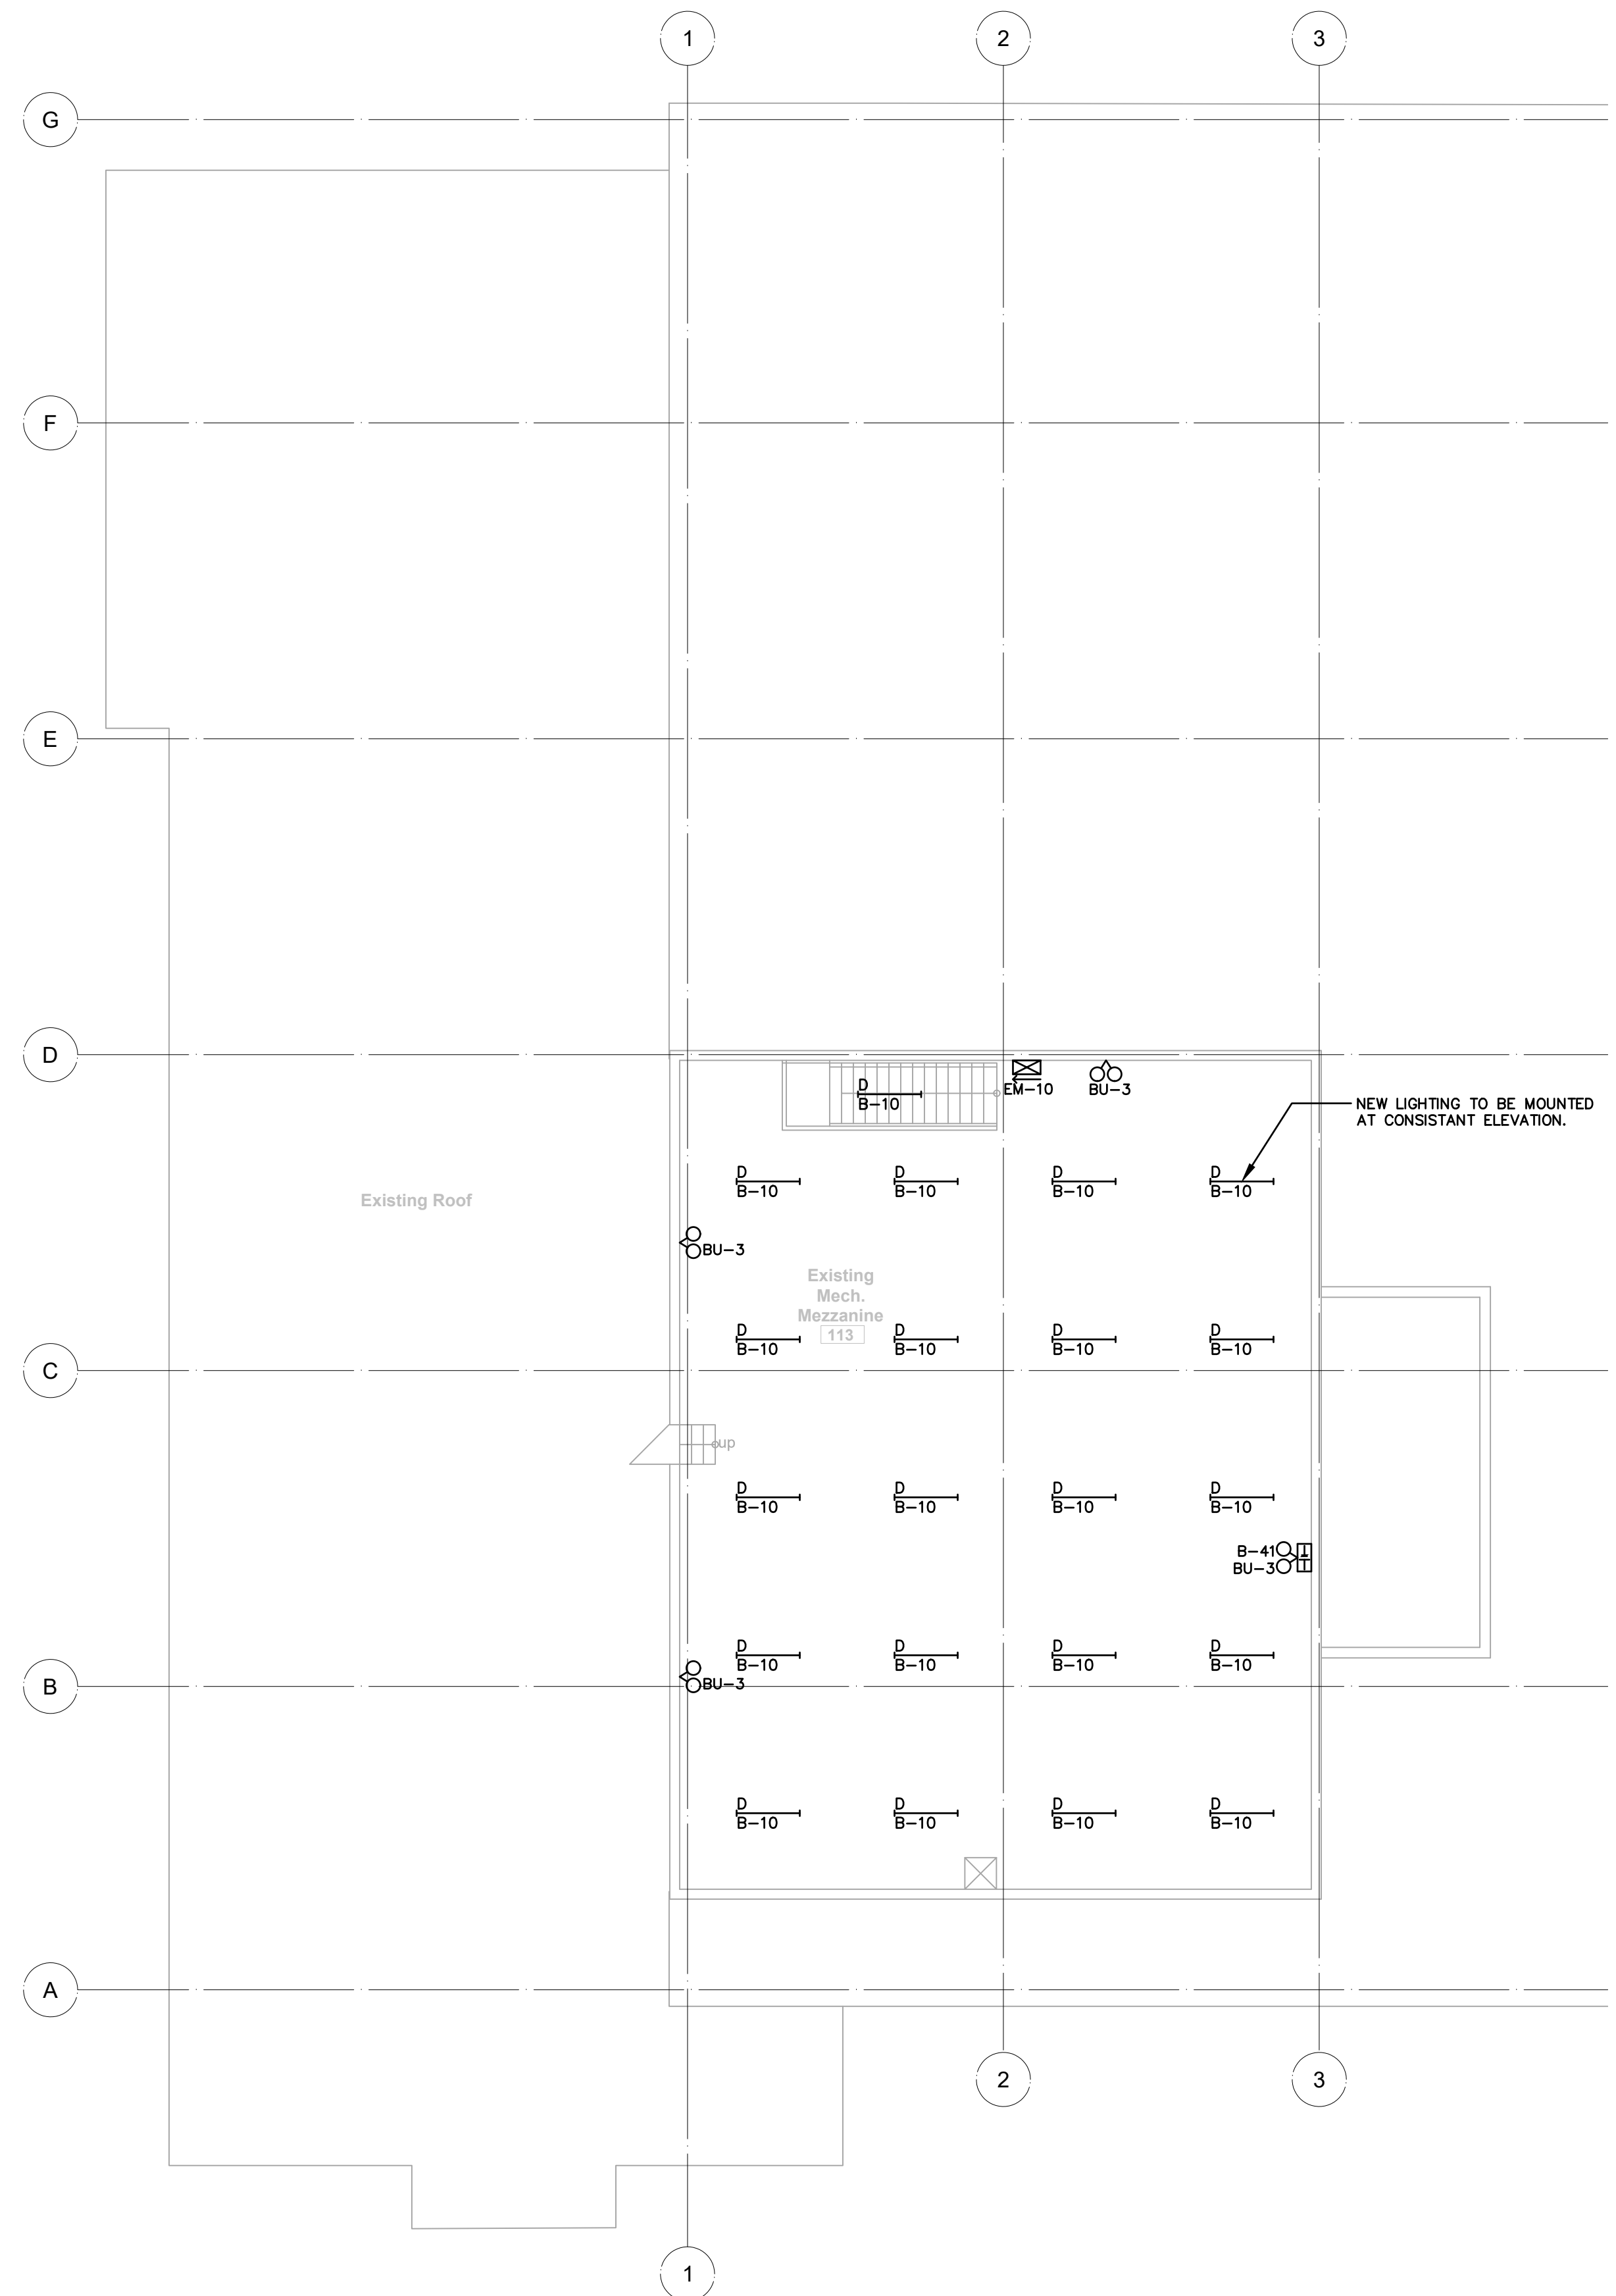 1
2
3
G
F
E
D
D
B-10
EM-10
BU-3
NEW LIGHTING TO BE MOUNTED
AT CONSISTANT ELEVATION.
D
B-10
D
B-10
D
B-10
D
B-10
Existing Roof
BU-3
Existing
Mech.
Mezzanine
113
D
B-10
D
B-10
D
B-10
D
B-10
C
up
D
B-10
D
B-10
D
B-10
D
B-10
B-41
BU-3
D
B-10
D
B-10
D
B-10
D
B-10
BU-3
B
D
B-10
D
B-10
D
B-10
D
B-10
A
2
3
1